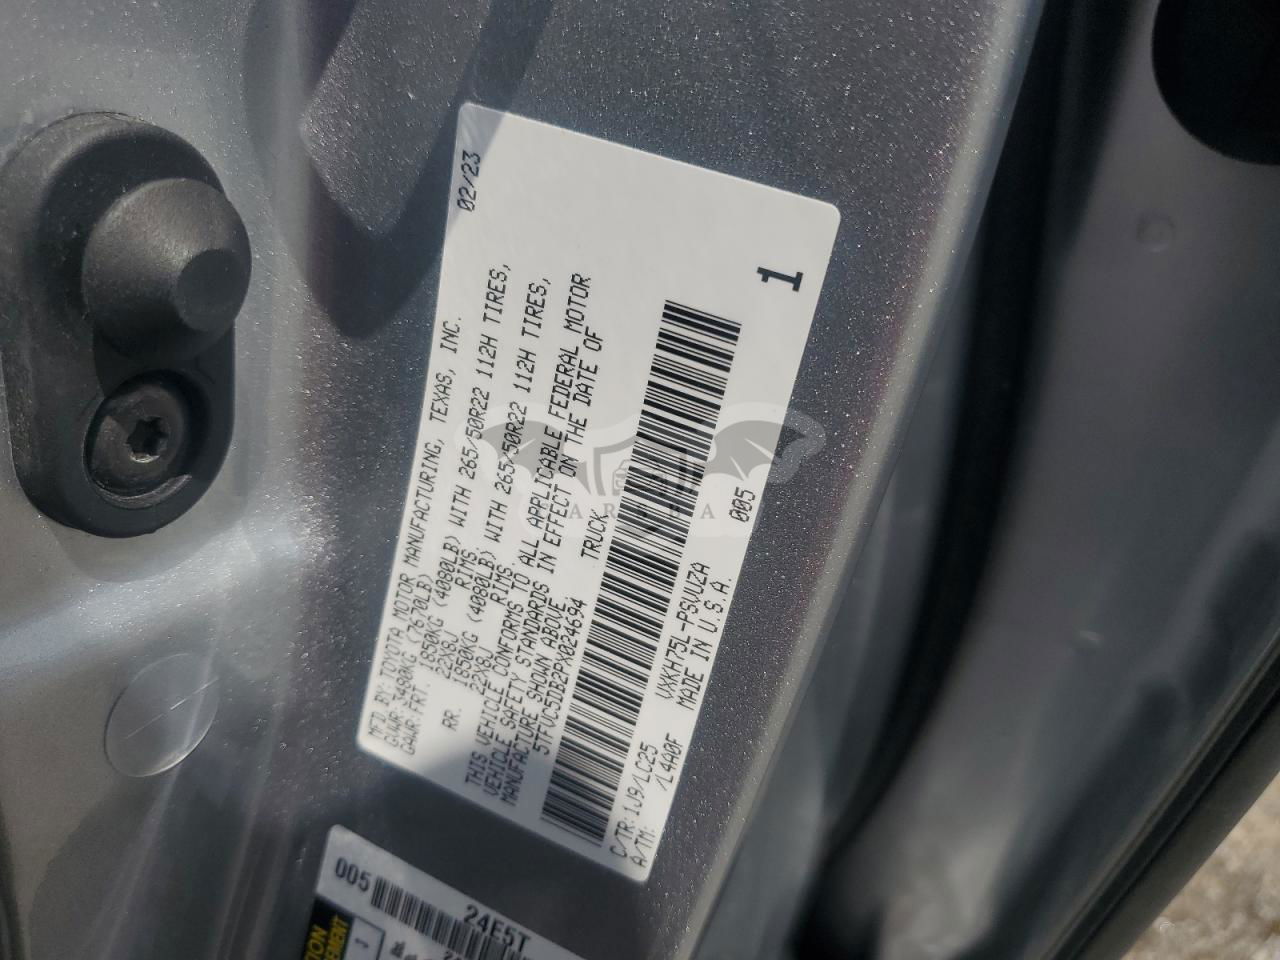 02/23
MFD. BY: TOYOTA MOTOR MANUFACTURING, TEXAS, INC.
GVWR: 3480KG (7670LB)
GAWR: FRT. 1850KG (4080LB) WITH 265/50R22 112H TIRES,
22X8J RIMS,
RR. 1850KG (4080LB) WITH 265/50R22 112H TIRES,
22X8J RIMS.
THIS VEHICLE CONFORMS TO ALL APPLICABLE FEDERAL MOTOR
VEHICLE SAFETY STANDARDS IN EFFECT ON THE DATE OF
MANUFACTURE SHOWN ABOVE.
5TFVC5DB2PX024694 TRUCK
1
C/TR: 1J9/LC25 VXKH75L-PSVUZA 005
A/TM: /L4A0F MADE IN U.S.A.
005
24E5T